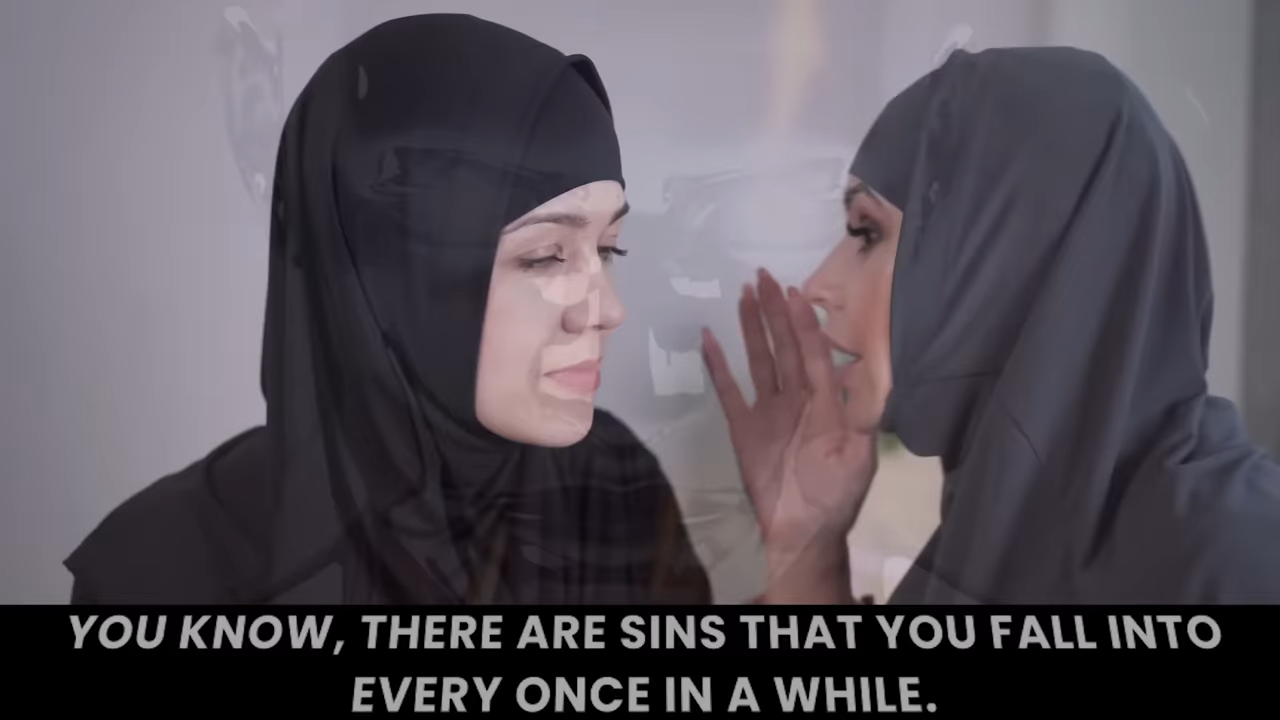 YOU KNOW, THERE ARE SINS THAT YOU FALL INTO
EVERY ONCE IN A WHILE.